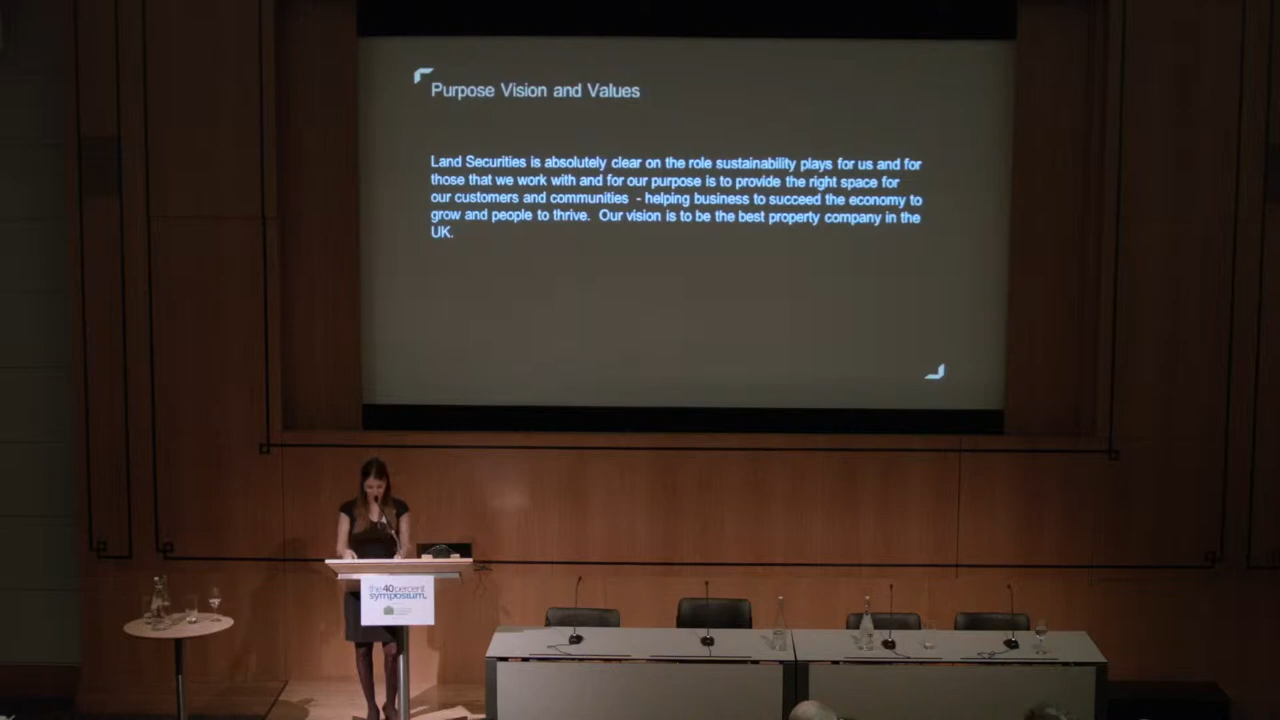 Purpose Vision and Values
Land Securities is absolutely clear on the role sustainability plays for us and for
those that we work with and for our purpose is to provide the right space for
our customers and communities - helping business to succeed the economy to
grow and people to thrive. Our vision is to be the best property company in the
UK.
the 40 percent
symposium.